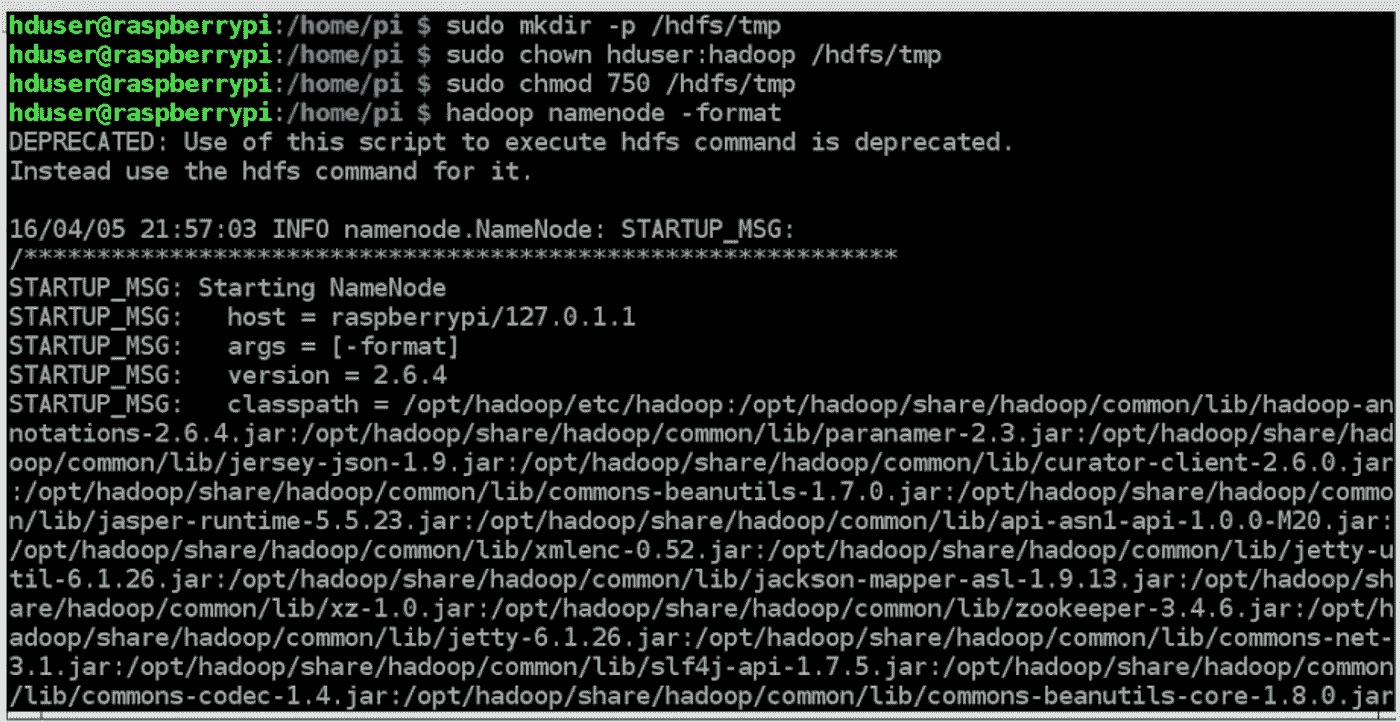 hduser@raspberrypi:/home/pi $ sudo mkdir -p /hdfs/tmp
hduser@raspberrypi:/home/pi $ sudo chown hduser:hadoop /hdfs/tmp
hduser@raspberrypi:/home/pi $ sudo chmod 750 /hdfs/tmp
hduser@raspberrypi:/home/pi $ hadoop namenode -format
DEPRECATED: Use of this script to execute hdfs command is deprecated.
Instead use the hdfs command for it.
16/04/05 21:57:03 INFO namenode.NameNode: STARTUP_MSG:
/************************************************************
STARTUP_MSG: Starting NameNode
STARTUP_MSG:   host = raspberrypi/127.0.1.1
STARTUP_MSG:   args = [-format]
STARTUP_MSG:   version = 2.6.4
STARTUP_MSG:   classpath = /opt/hadoop/etc/hadoop:/opt/hadoop/share/hadoop/common/lib/hadoop-an
notations-2.6.4.jar:/opt/hadoop/share/hadoop/common/lib/paranamer-2.3.jar:/opt/hadoop/share/had
oop/common/lib/jersey-json-1.9.jar:/opt/hadoop/share/hadoop/common/lib/curator-client-2.6.0.jar
:/opt/hadoop/share/hadoop/common/lib/commons-beanutils-1.7.0.jar:/opt/hadoop/share/hadoop/commo
n/lib/jasper-runtime-5.5.23.jar:/opt/hadoop/share/hadoop/common/lib/api-asn1-api-1.0.0-M20.jar:
/opt/hadoop/share/hadoop/common/lib/xmlenc-0.52.jar:/opt/hadoop/share/hadoop/common/lib/jetty-u
til-6.1.26.jar:/opt/hadoop/share/hadoop/common/lib/jackson-mapper-asl-1.9.13.jar:/opt/hadoop/sh
are/hadoop/common/lib/xz-1.0.jar:/opt/hadoop/share/hadoop/common/lib/zookeeper-3.4.6.jar:/opt/h
adoop/share/hadoop/common/lib/jetty-6.1.26.jar:/opt/hadoop/share/hadoop/common/lib/commons-net-
3.1.jar:/opt/hadoop/share/hadoop/common/lib/slf4j-api-1.7.5.jar:/opt/hadoop/share/hadoop/common
/lib/commons-codec-1.4.jar:/opt/hadoop/share/hadoop/common/lib/commons-beanutils-core-1.8.0.jar